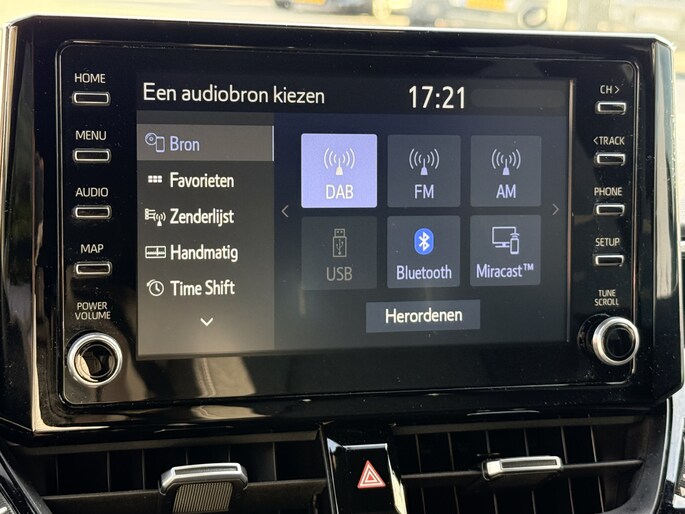 HOME
MENU
AUDIO
MAP
POWER
VOLUME
Een audiobron kiezen
17:21
Bron
Favorieten
Zenderlijst
Handmatig
Time Shift
DAB
FM
AM
USB
Bluetooth
Miracast™
Herordenen
CH >
< TRACK
PHONE
SETUP
TUNE
SCROLL